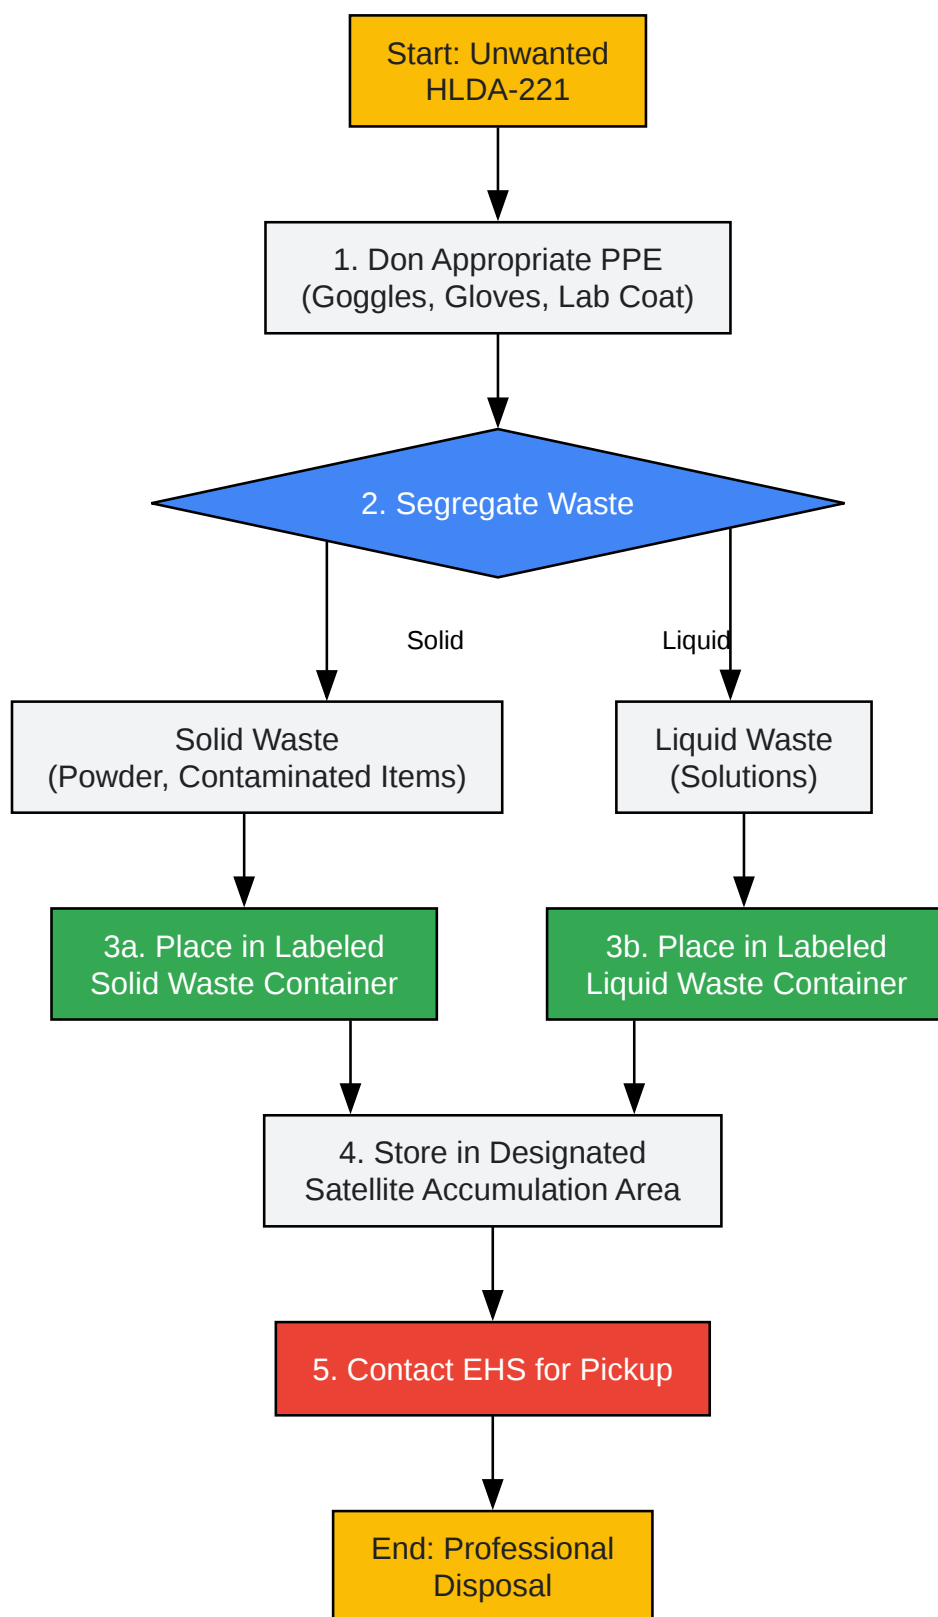 Start: Unwanted
HLDA-221
1. Don Appropriate PPE
(Goggles, Gloves, Lab Coat)
2. Segregate Waste
Solid
Liquid
Solid Waste
(Powder, Contaminated Items)
Liquid Waste
(Solutions)
3a. Place in Labeled
Solid Waste Container
3b. Place in Labeled
Liquid Waste Container
4. Store in Designated
Satellite Accumulation Area
5. Contact EHS for Pickup
End: Professional
Disposal